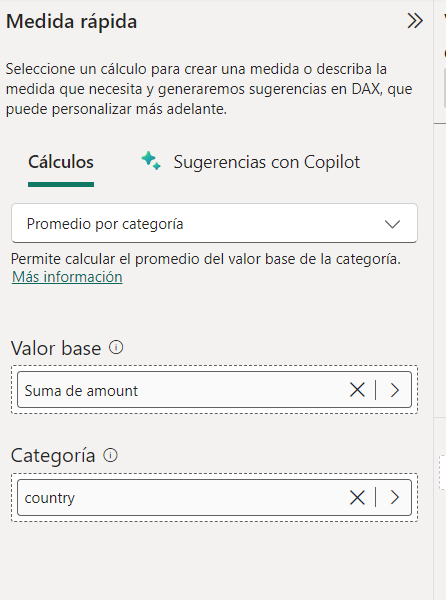 Medida rápida
Seleccione un cálculo para crear una medida o describa la
medida que necesita y generaremos sugerencias en DAX, que
puede personalizar más adelante.
Cálculos
Sugerencias con Copilot
Promedio por categoría
Permite calcular el promedio del valor base de la categoría.
Más información
Valor base
Suma de amount
Categoría
country